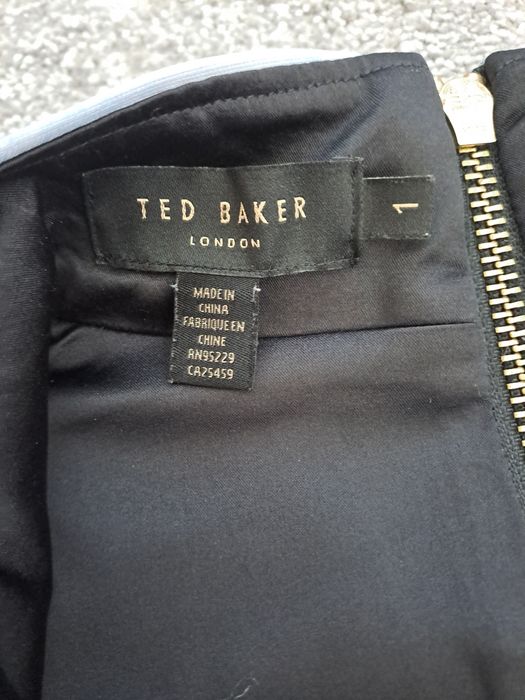 TED BAKER
LONDON
1
MADE IN
CHINA
FABRIQUE EN
CHINE
RN95229
CA25459